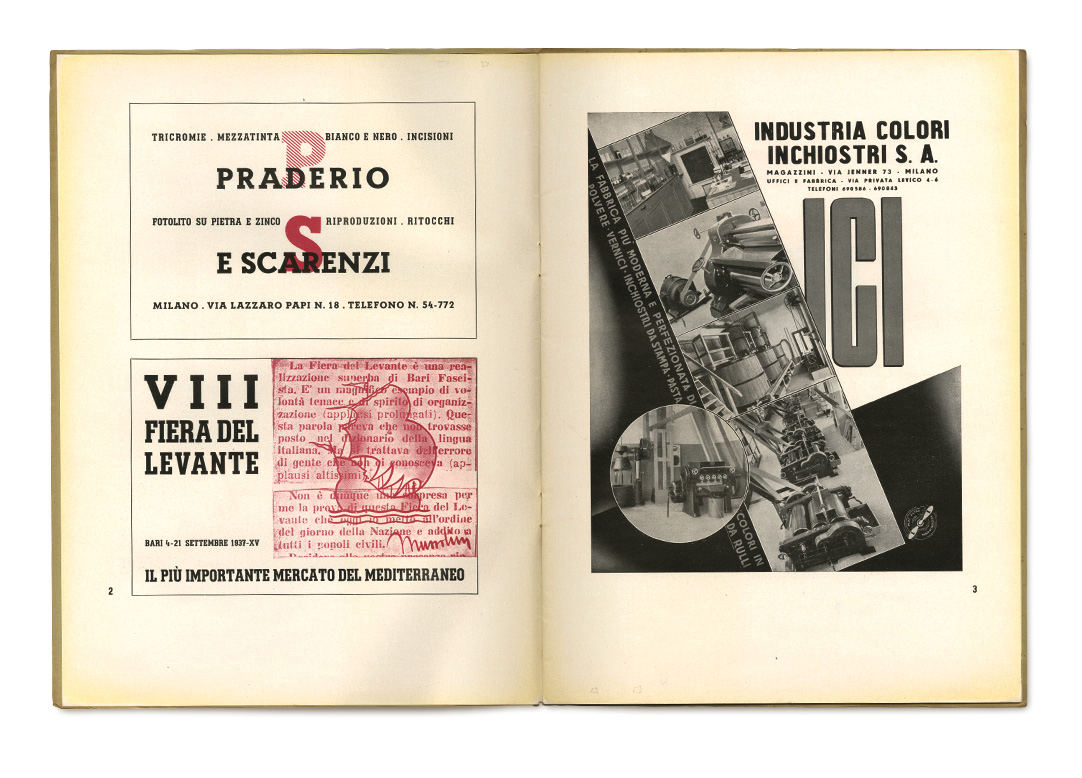 TRICROMIE . MEZZATINTA BIANCO E NERO . INCISIONI
P
PRADERIO
FOTOLITO SU PIETRA E ZINCO RIPRODUZIONI . RITOCCHI
S
E SCARENZI
MILANO . VIA LAZZARO PAPI N. 18 . TELEFONO N. 54-772
VIII
FIERA DEL
LEVANTE
BARI 4-21 SETTEMBRE 1937-XV
La Fiera del Levante è una rea-
lizzazione superba di Bari Fasci-
sta. E' un magnifico esempio di vo-
lontà tenace e di spirito di organiz-
zazione (applausi prolungati). Que-
sta parola pareva che non trovasse
posto nel dizionario della lingua
italiana. Ma si trattava dell'errore
di gente che non ci conosceva (ap-
plausi altissimi
Non è dunque una sorpresa per
me la prova di questa Fiera del Le-
vante che oggi
all'ordine
del giorno della Nazione e addito a
tutti i popoli civili.
Mussolini
IL PIÙ IMPORTANTE MERCATO DEL MEDITERRANEO
2
INDUSTRIA COLORI
INCHIOSTRI S. A.
MAGAZZINI - VIA JENNER 73 - MILANO
UFFICI E FABBRICA - VIA PRIVATA LEVICO 4-6
TELEFONI 690586 - 690843
ICI
LA FABBRICA PIÙ MODERNA E PERFEZIONATA DI COLORI IN
POLVERE VERNICI - INCHIOSTRI DA STAMPA - PASTA DA RULLI
3